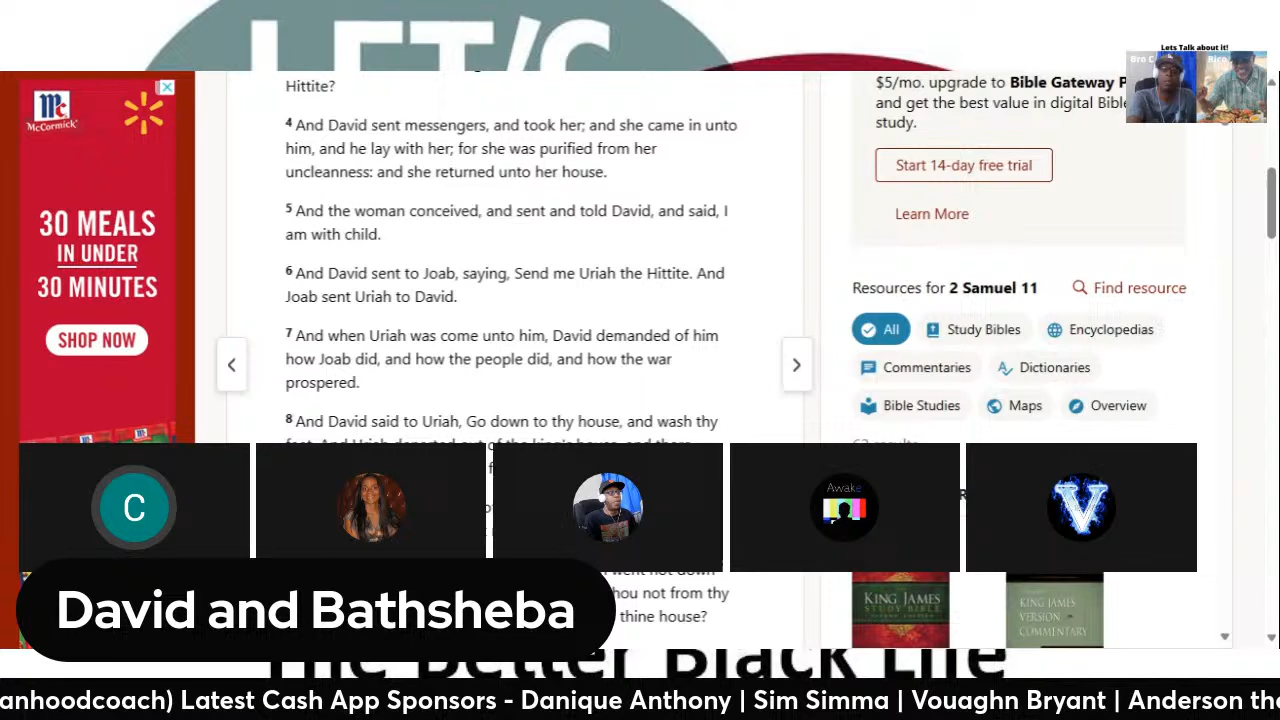 LET'S
Lets Talk about it!
Bro C
Rico
McCormick
30 MEALS
IN UNDER
30 MINUTES
SHOP NOW
Hittite?
4 And David sent messengers, and took her; and she came in unto
him, and he lay with her; for she was purified from her
uncleanness: and she returned unto her house.
5 And the woman conceived, and sent and told David, and said, I
am with child.
6 And David sent to Joab, saying, Send me Uriah the Hittite. And
Joab sent Uriah to David.
7 And when Uriah was come unto him, David demanded of him
how Joab did, and how the people did, and how the war
prospered.
8 And David said to Uriah, Go down to thy house, and wash thy
thou not from thy
thine house?
$5/mo. upgrade to Bible Gateway P
and get the best value in digital Bible
study.
Start 14-day free trial
Learn More
Resources for 2 Samuel 11
Find resource
All
Study Bibles
Encyclopedias
Commentaries
Dictionaries
Bible Studies
Maps
Overview
C
Awake
V
KING JAMES
STUDY BIBLE
KING JAMES
VERSION
COMMENTARY
David and Bathsheba
The Better Black Life
anhoodcoach) Latest Cash App Sponsors - Danique Anthony | Sim Simma | Vouaghn Bryant | Anderson the